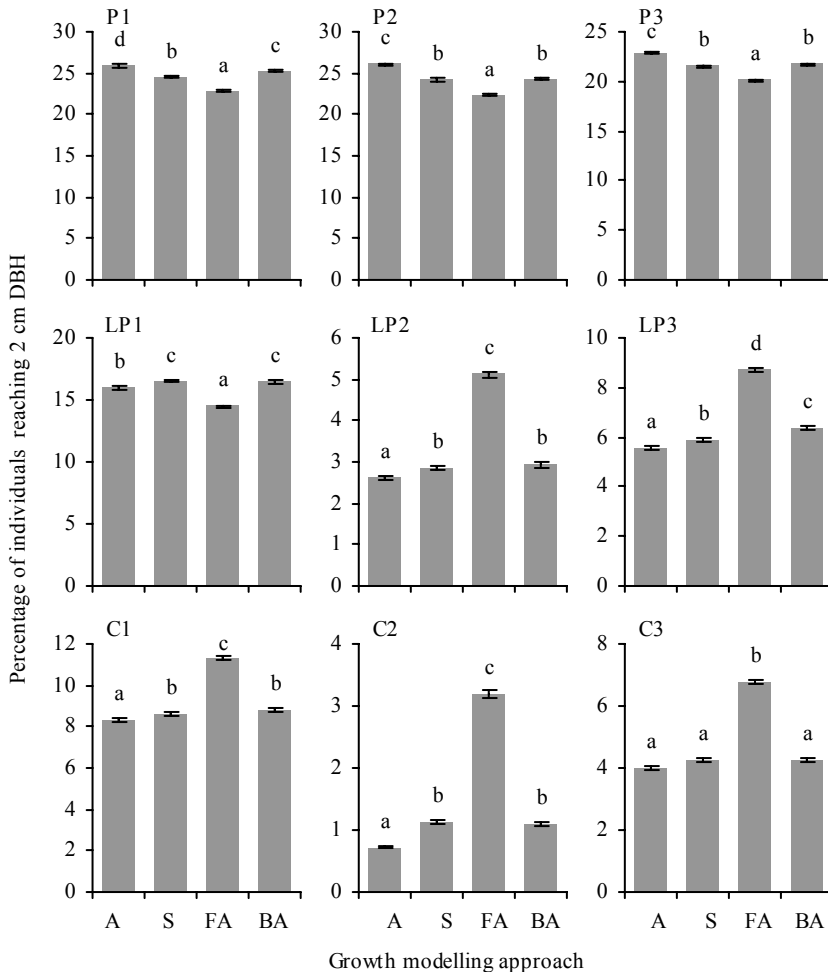 P1
30
25
20
15
10
5
0
d
b
a
c
P2
30
25
20
15
10
5
0
c
b
a
b
P3
25
20
15
10
5
0
c
b
a
b
Percentage of individuals reaching 2 cm DBH
LP1
20
15
10
5
0
b
c
a
c
LP2
6
5
4
3
2
1
0
a
b
c
b
LP3
10
8
6
4
2
0
a
b
d
c
C1
12
10
8
6
4
2
0
a
b
c
b
A S FA BA
C2
4
3
2
1
0
a
b
c
b
A S FA BA
C3
8
6
4
2
0
a
a
b
a
A S FA BA
Growth modelling approach